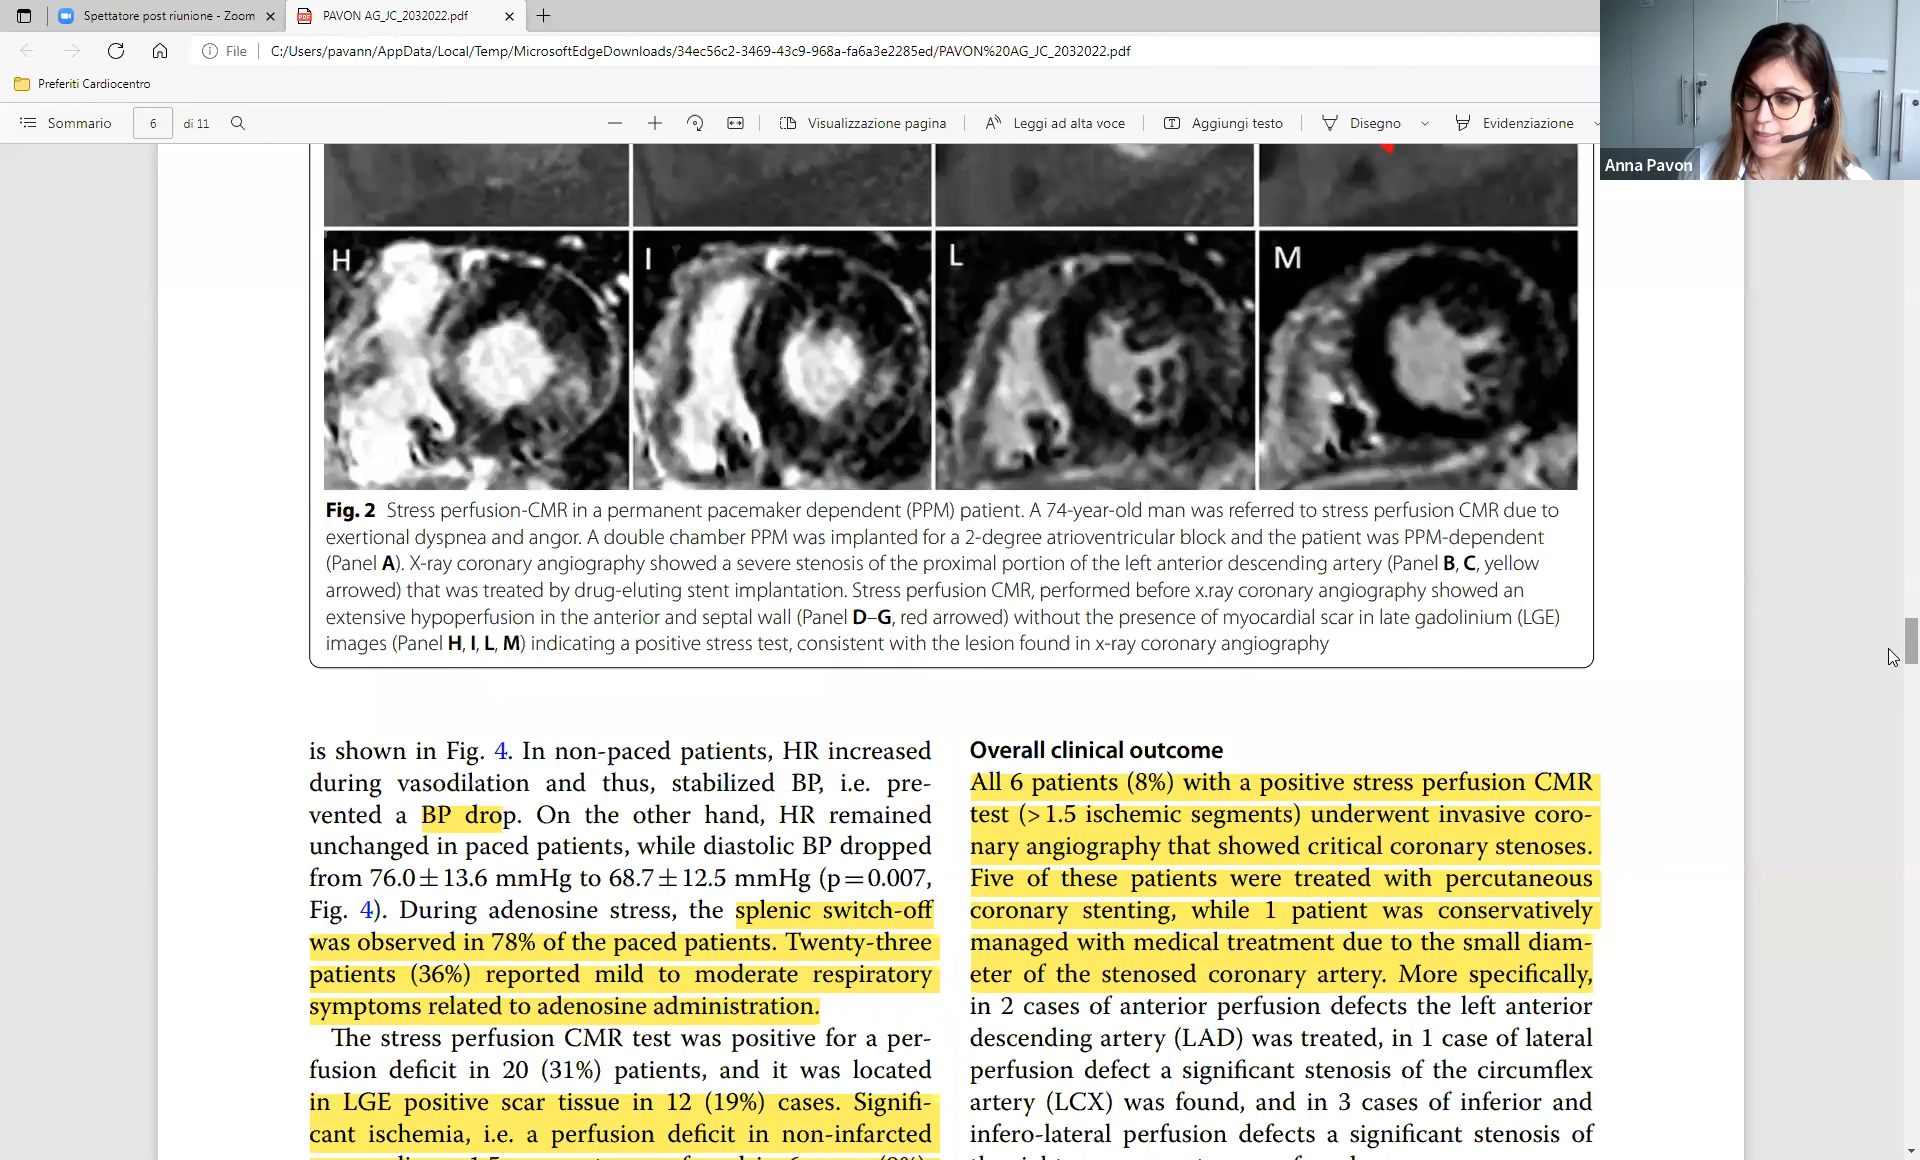 Spettatore post riunione - Zoom
PAVON AG_JC_2032022.pdf
File
C:/Users/pavann/AppData/Local/Temp/MicrosoftEdgeDownloads/34ec56c2-3469-43c9-968a-fa6a3e2285ed/PAVON%20AG_JC_2032022.pdf
Preferiti Cardiocentro
Sommario 6 di 11 Visualizzazione pagina Leggi ad alta voce Aggiungi testo Disegno Evidenziazione
Anna Pavon
H I L M
Fig. 2 Stress perfusion-CMR in a permanent pacemaker dependent (PPM) patient. A 74-year-old man was referred to stress perfusion CMR due to
exertional dyspnea and angor. A double chamber PPM was implanted for a 2-degree atrioventricular block and the patient was PPM-dependent
(Panel A). X-ray coronary angiography showed a severe stenosis of the proximal portion of the left anterior descending artery (Panel B, C, yellow
arrowed) that was treated by drug-eluting stent implantation. Stress perfusion CMR, performed before x.ray coronary angiography showed an
extensive hypoperfusion in the anterior and septal wall (Panel D–G, red arrowed) without the presence of myocardial scar in late gadolinium (LGE)
images (Panel H, I, L, M) indicating a positive stress test, consistent with the lesion found in x-ray coronary angiography
is shown in Fig. 4. In non-paced patients, HR increased
during vasodilation and thus, stabilized BP, i.e. pre-
vented a BP drop. On the other hand, HR remained
unchanged in paced patients, while diastolic BP dropped
from 76.0±13.6 mmHg to 68.7±12.5 mmHg (p=0.007,
Fig. 4). During adenosine stress, the splenic switch-off
was observed in 78% of the paced patients. Twenty-three
patients (36%) reported mild to moderate respiratory
symptoms related to adenosine administration.
The stress perfusion CMR test was positive for a per-
fusion deficit in 20 (31%) patients, and it was located
in LGE positive scar tissue in 12 (19%) cases. Signifi-
cant ischemia, i.e. a perfusion deficit in non-infarcted
Overall clinical outcome
All 6 patients (8%) with a positive stress perfusion CMR
test (>1.5 ischemic segments) underwent invasive coro-
nary angiography that showed critical coronary stenoses.
Five of these patients were treated with percutaneous
coronary stenting, while 1 patient was conservatively
managed with medical treatment due to the small diam-
eter of the stenosed coronary artery. More specifically,
in 2 cases of anterior perfusion defects the left anterior
descending artery (LAD) was treated, in 1 case of lateral
perfusion defect a significant stenosis of the circumflex
artery (LCX) was found, and in 3 cases of inferior and
infero-lateral perfusion defects a significant stenosis of